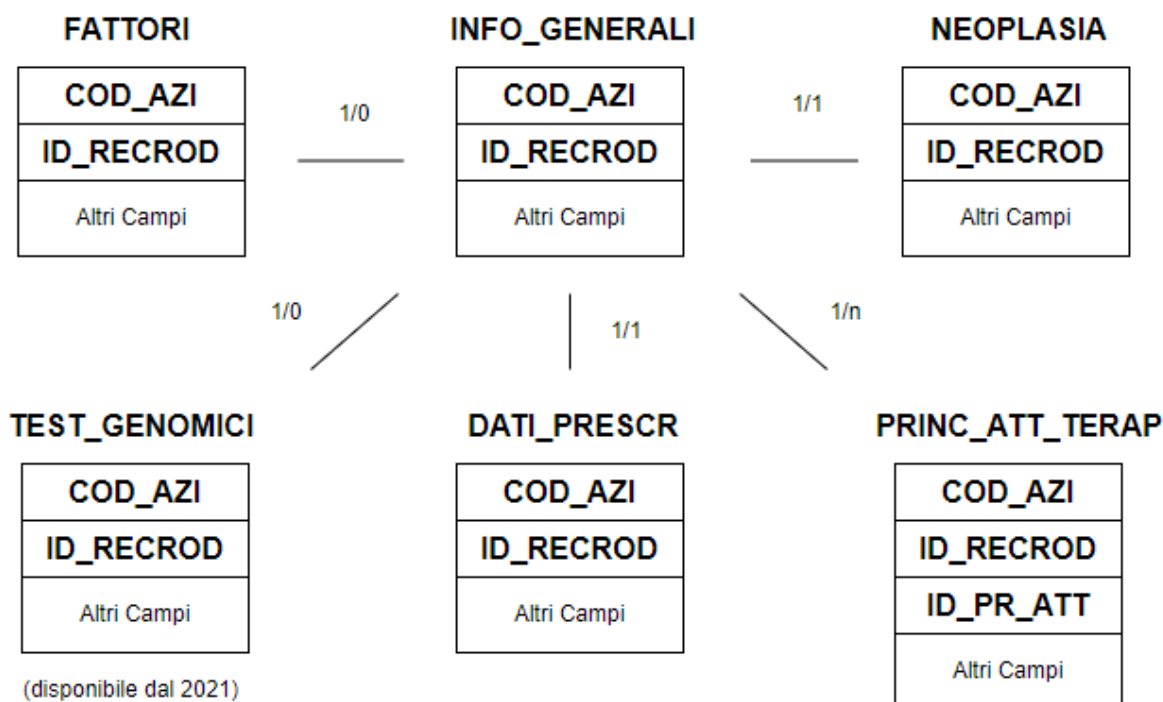 FATTORI
COD_AZI
ID_RECROD
Altri Campi
1/0
INFO_GENERALI
COD_AZI
ID_RECROD
Altri Campi
1/1
NEOPLASIA
COD_AZI
ID_RECROD
Altri Campi
1/0
1/1
1/n
TEST_GENOMICI
COD_AZI
ID_RECROD
Altri Campi
(disponibile dal 2021)
DATI_PRESCR
COD_AZI
ID_RECROD
Altri Campi
PRINC_ATT_TERAP
COD_AZI
ID_RECROD
ID_PR_ATT
Altri Campi